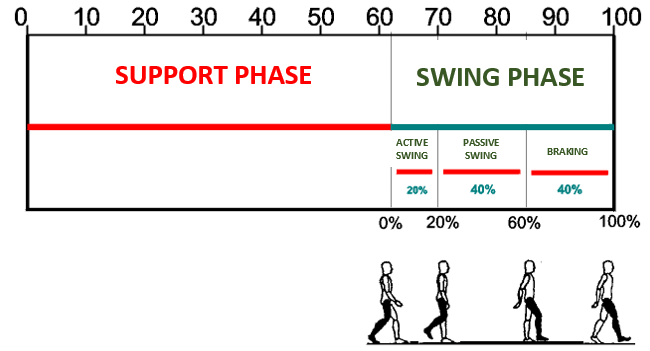 0 10 20 30 40 50 60 70 80 90 100
SUPPORT PHASE SWING PHASE
ACTIVE SWING
PASSIVE SWING
BRAKING
20% 40% 40%
0% 20% 60% 100%